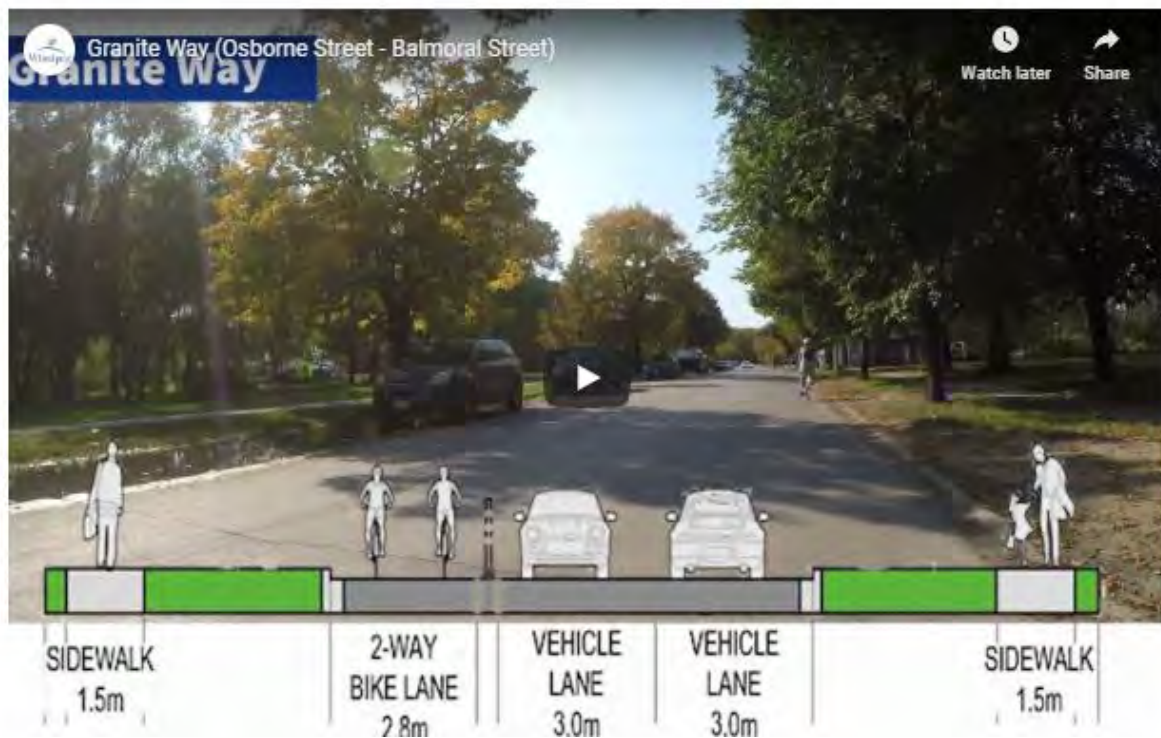 Granite Way (Osborne Street - Balmoral Street)
Watch later
Share
Granite Way
SIDEWALK
1.5m
2-WAY
BIKE LANE
2.8m
VEHICLE
LANE
3.0m
VEHICLE
LANE
3.0m
SIDEWALK
1.5m